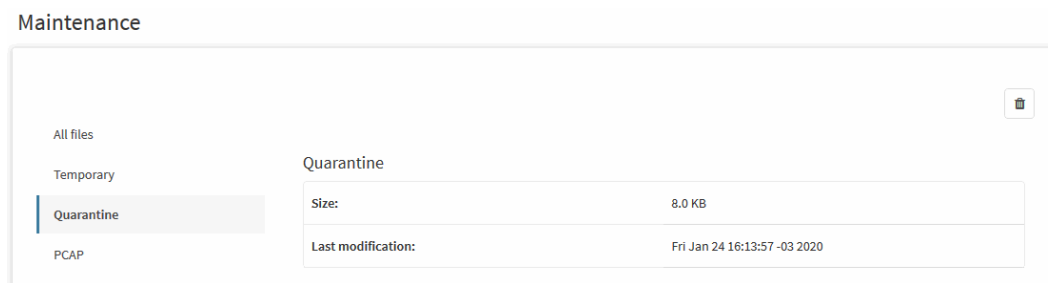 Maintenance
All files
Temporary
Quarantine
PCAP
Quarantine
Size: 8.0 KB
Last modification: Fri Jan 24 16:13:57 -03 2020